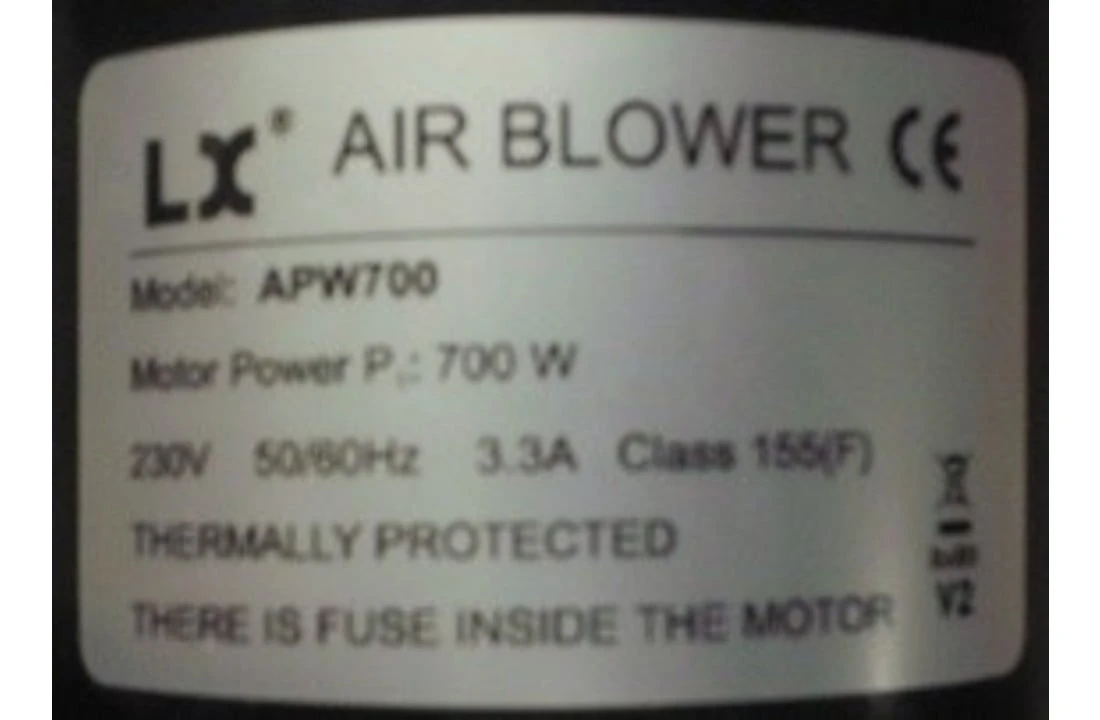 LX® AIR BLOWER CE
Model: APW700
Motor Power P₁: 700 W
230V 50/60Hz 3.3A Class 155(F)
THERMALLY PROTECTED
THERE IS FUSE INSIDE THE MOTOR
V2